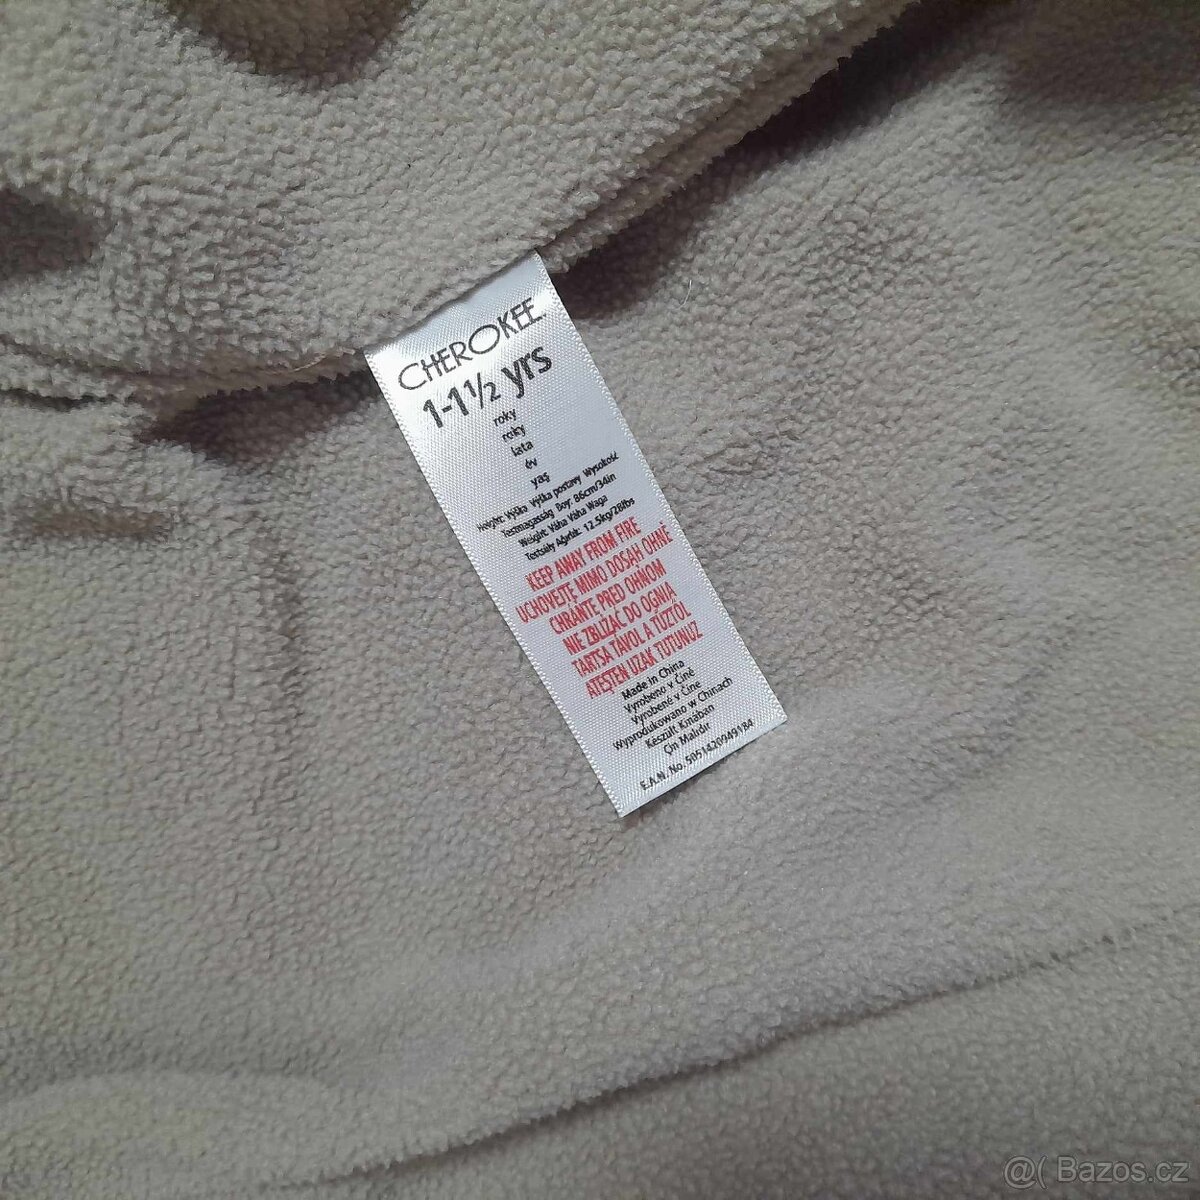 CHEROKEE
1-1½ yrs
roky
roky
lata
év
yaş
Height: Výška Výška postavy Wysokość
Testmagasság Boy: 86cm/34in
Weight: Váha Váha Waga
Testsúly Ağırlık: 12.5kg/28lbs
KEEP AWAY FROM FIRE
UCHOVEJTE MIMO DOSAH OHNĚ
CHRÁŇTE PRED OHŇOM
NIE ZBLIŻAĆ DO OGNIA
TARTSA TÁVOL A TŰZTŐL
ATEŞTEN UZAK TUTUNUZ
Made in China
Vyrobeno v Číně
Vyrobené v Číne
Wyprodukowano w Chinach
Készült Kínában
Çin Malıdır
E.A.N. No. 5051420949184
@( Bazos.cz